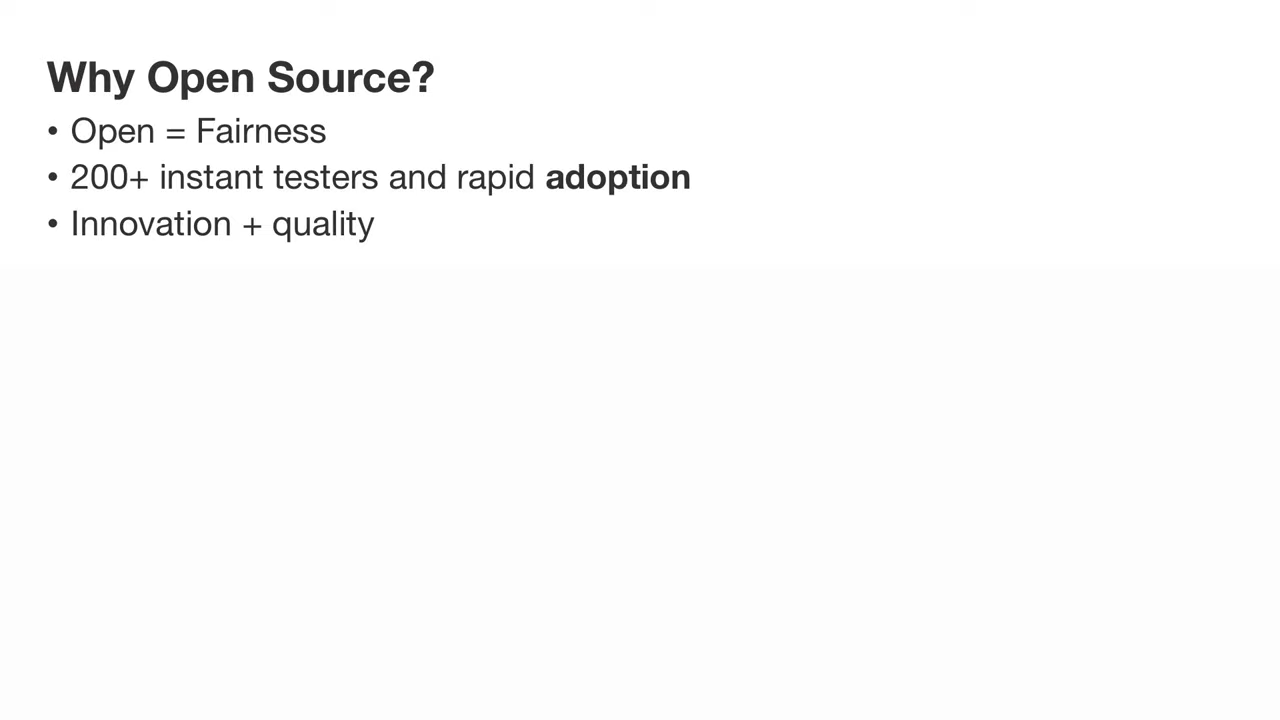 Why Open Source?
• Open = Fairness
• 200+ instant testers and rapid adoption
• Innovation + quality